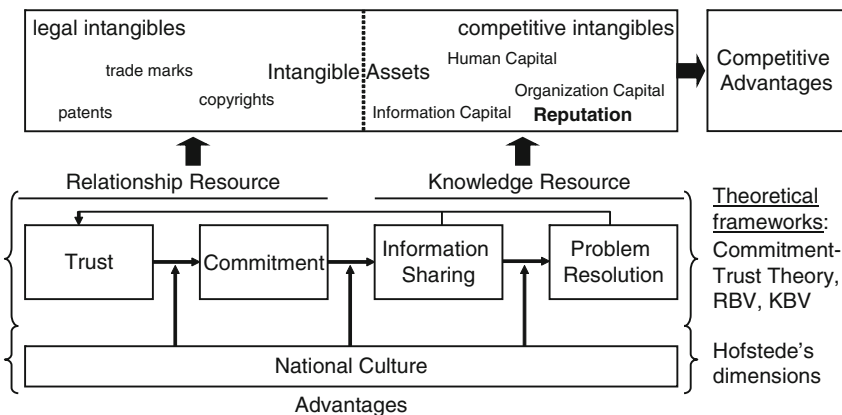 legal intangibles
competitive intangibles
trade marks
Intangible Assets
Human Capital
copyrights
Organization Capital
patents
Information Capital
Reputation
Competitive
Advantages
Relationship Resource
Knowledge Resource
Trust
Commitment
Information
Sharing
Problem
Resolution
Theoretical
frameworks:
Commitment-
Trust Theory,
RBV, KBV
National Culture
Hofstede's
dimensions
Advantages